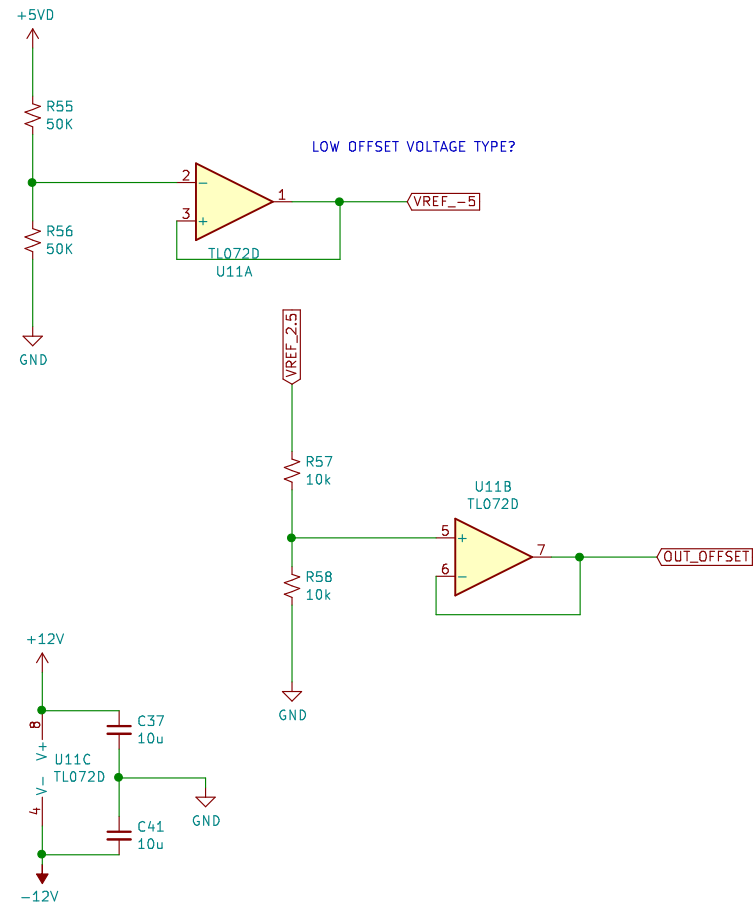 +5VD
R55
50K
LOW OFFSET VOLTAGE TYPE?
2
-
1
VREF_-5
3
+
R56
50K
TL072D
U11A
GND
VREF_2.5
R57
10k
U11B
TL072D
5
+
7
OUT_OFFSET
6
-
R58
10k
+12V
GND
8
C37
10u
V+
U11C
TL072D
V-
4
GND
C41
10u
-12V